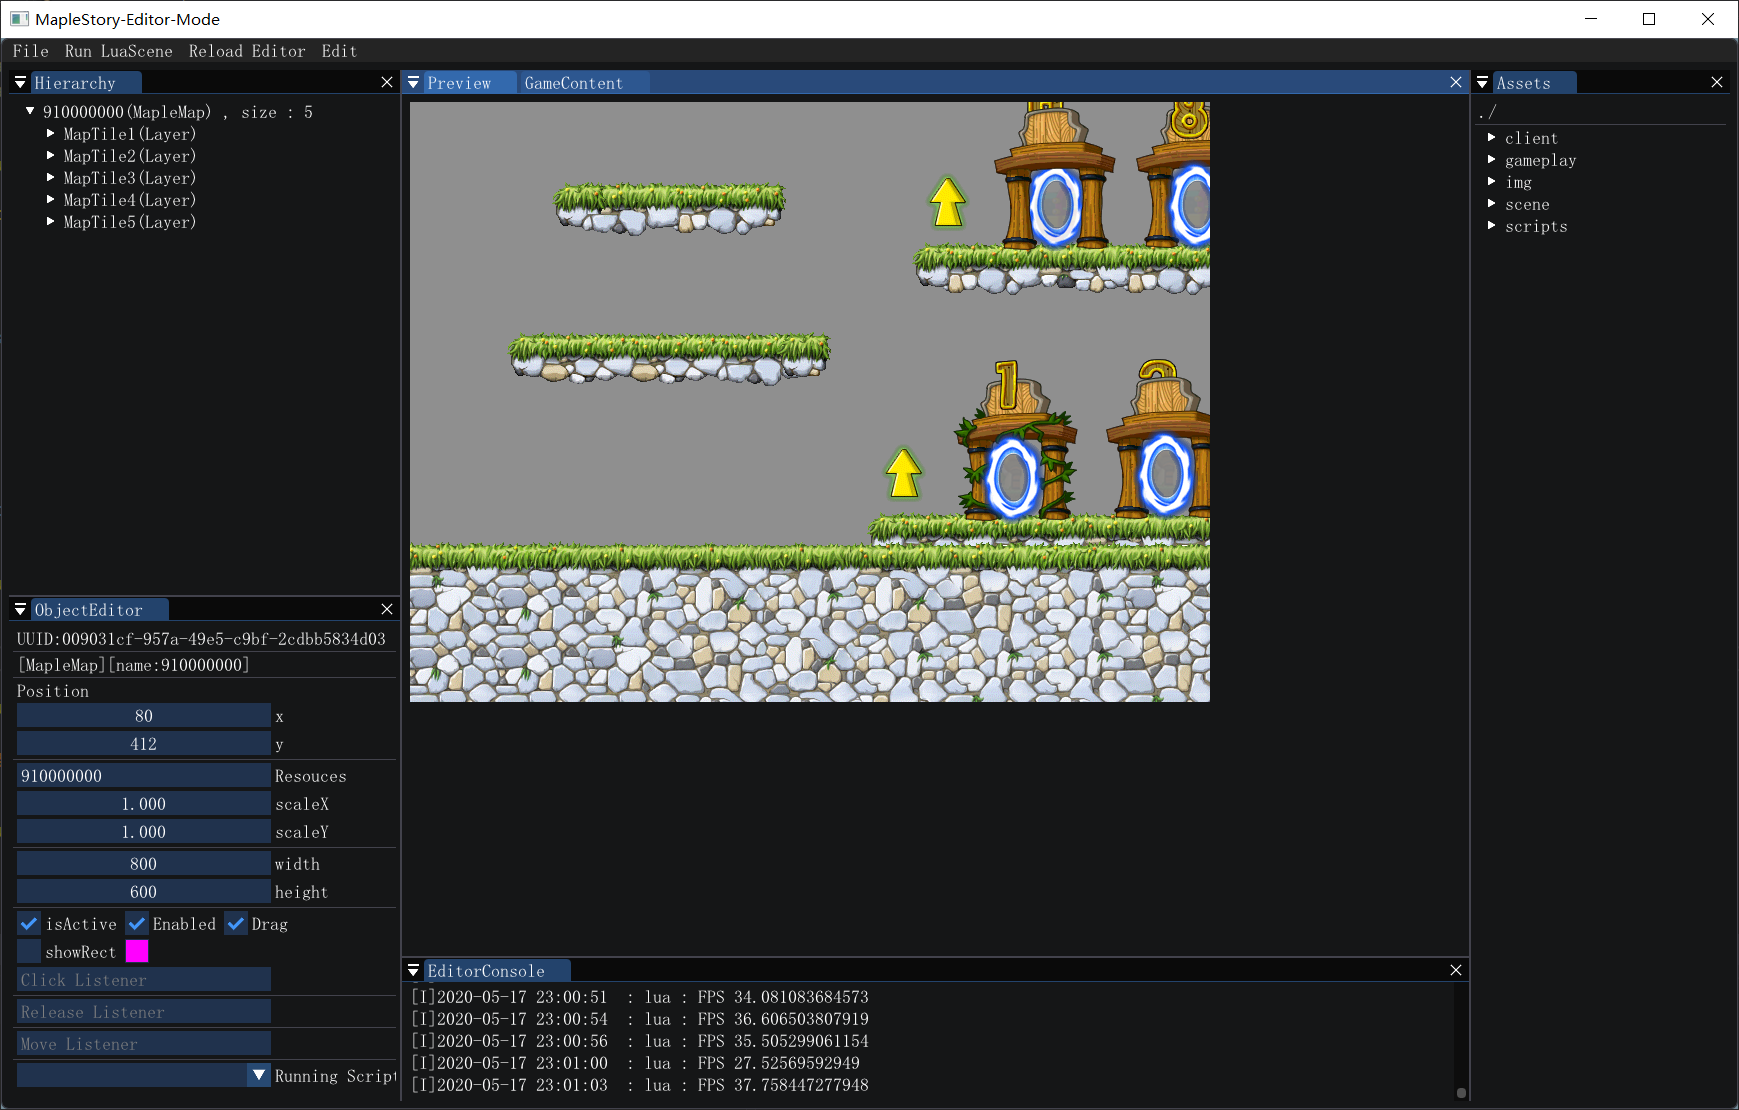 MapleStory-Editor-Mode
File Run LuaScene Reload Editor Edit
Hierarchy
910000000(MapleMap) , size : 5
MapTile1(Layer)
MapTile2(Layer)
MapTile3(Layer)
MapTile4(Layer)
MapTile5(Layer)
ObjectEditor
UUID:009031cf-957a-49e5-c9bf-2cdbb5834d03
[MapleMap][name:910000000]
Position
80 x
412 y
910000000 Resouces
1.000 scaleX
1.000 scaleY
800 width
600 height
isActive Enabled Drag
showRect
Click Listener
Release Listener
Move Listener
Running Script
Preview GameContent
8
1
2
EditorConsole
[I]2020-05-17 23:00:51 : lua : FPS 34.081083684573
[I]2020-05-17 23:00:54 : lua : FPS 36.606503807919
[I]2020-05-17 23:00:56 : lua : FPS 35.505299061154
[I]2020-05-17 23:01:00 : lua : FPS 27.52569592949
[I]2020-05-17 23:01:03 : lua : FPS 37.758447277948
Assets
./
client
gameplay
img
scene
scripts